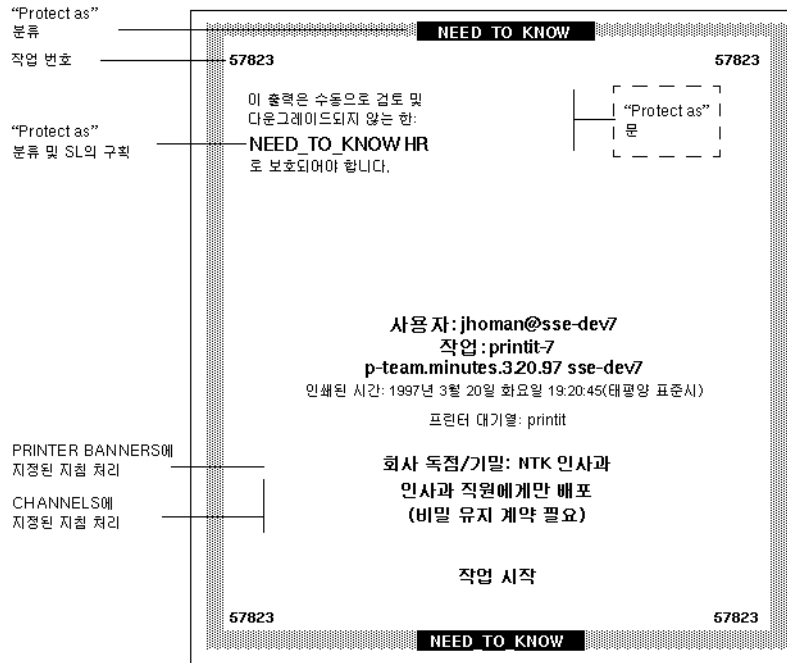 “Protect as”
분류
NEED_TO_KNOW
작업 번호
57823
57823
이 출력은 수동으로 검토 및
다운그레이드되지 않는 한:
“Protect as”
문
“Protect as”
분류 및 SL의 구획
NEED_TO_KNOW HR
로 보호되어야 합니다.
사용자: jhoman@sse-dev7
작업: printit-7
p-team.minutes.3.20.97 sse-dev7
인쇄된 시간: 1997년 3월 20일 화요일 19:20:45(태평양 표준시)
프린터 대기열: printit
PRINTER BANNERS에
지정된 지침 처리
회사 독점/기밀: NTK 인사과
CHANNELS에
지정된 지침 처리
인사과 직원에게만 배포
(비밀 유지 계약 필요)
작업 시작
57823
57823
NEED_TO_KNOW